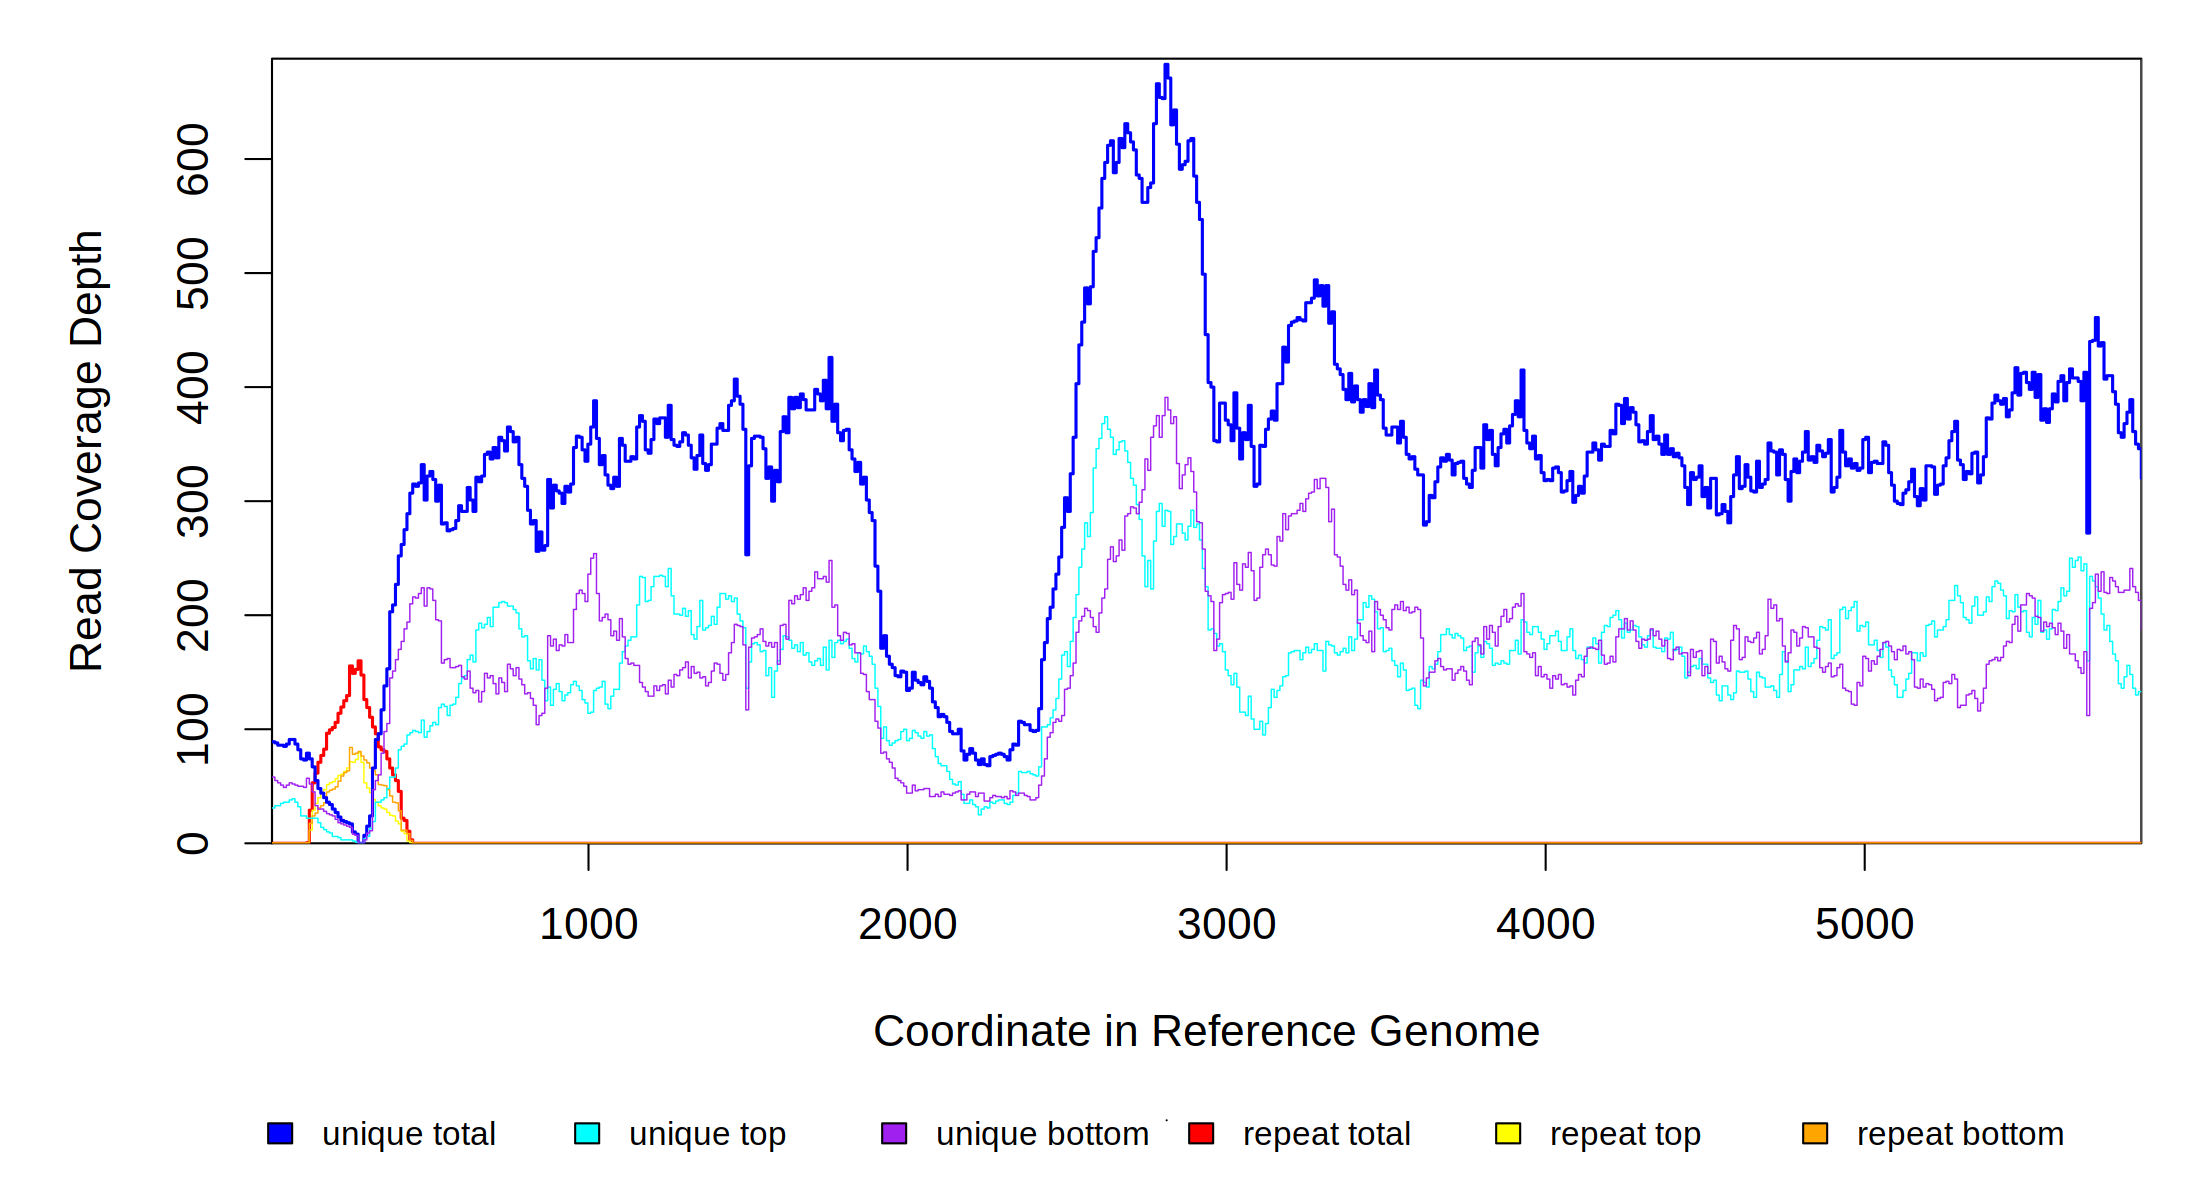 Read Coverage Depth
600
500
400
300
200
100
0
1000 2000 3000 4000 5000
Coordinate in Reference Genome
unique total unique top unique bottom repeat total repeat top repeat bottom